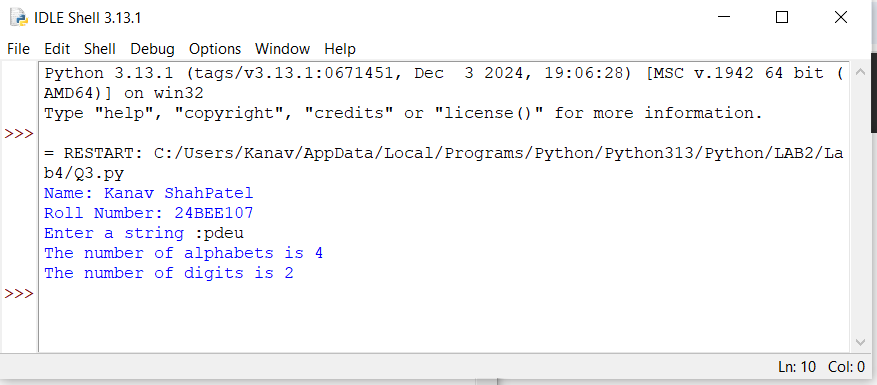 IDLE Shell 3.13.1
File Edit Shell Debug Options Window Help
Python 3.13.1 (tags/v3.13.1:0671451, Dec  3 2024, 19:06:28) [MSC v.1942 64 bit (
AMD64)] on win32
Type "help", "copyright", "credits" or "license()" for more information.
>>>
= RESTART: C:/Users/Kanav/AppData/Local/Programs/Python/Python313/Python/LAB2/La
b4/Q3.py
Name: Kanav ShahPatel
Roll Number: 24BEE107
Enter a string :pdeu
The number of alphabets is 4
The number of digits is 2
>>>
Ln: 10 Col: 0